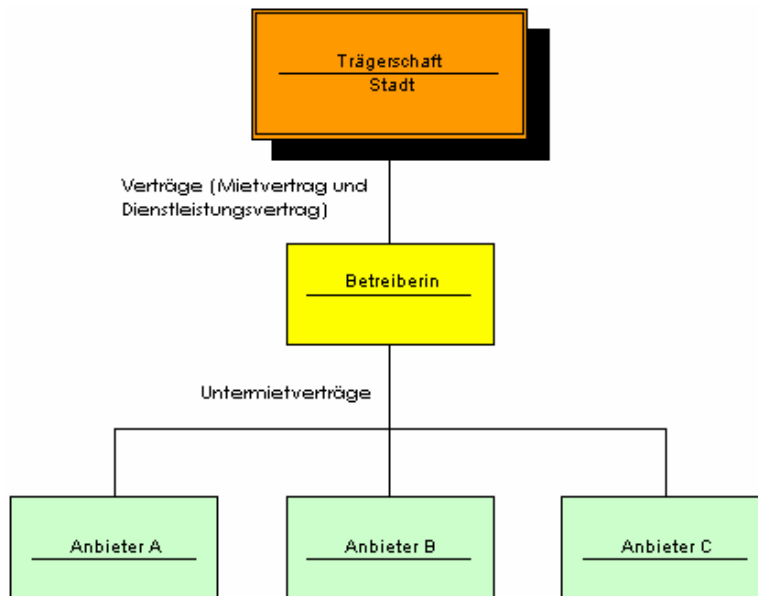 Trägerschaft
Stadt
Verträge (Mietvertrag und
Dienstleistungsvertrag)
Betreiberin
Untermietverträge
Anbieter A
Anbieter B
Anbieter C